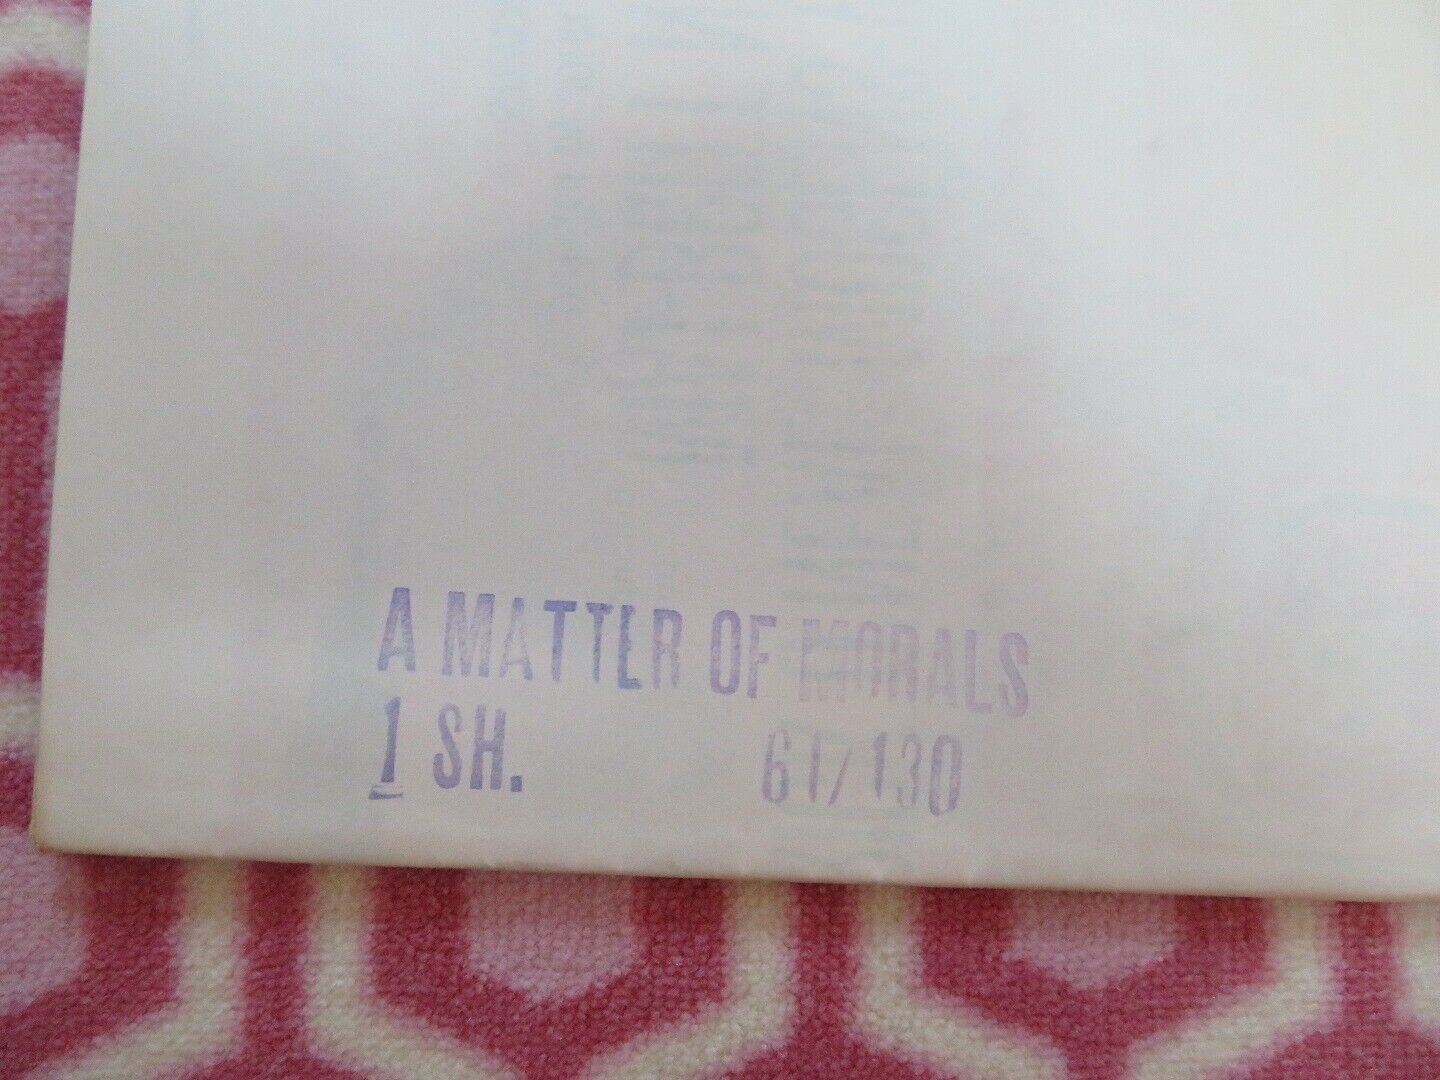 A MATTER OF MORALS
1 SH. 61/130